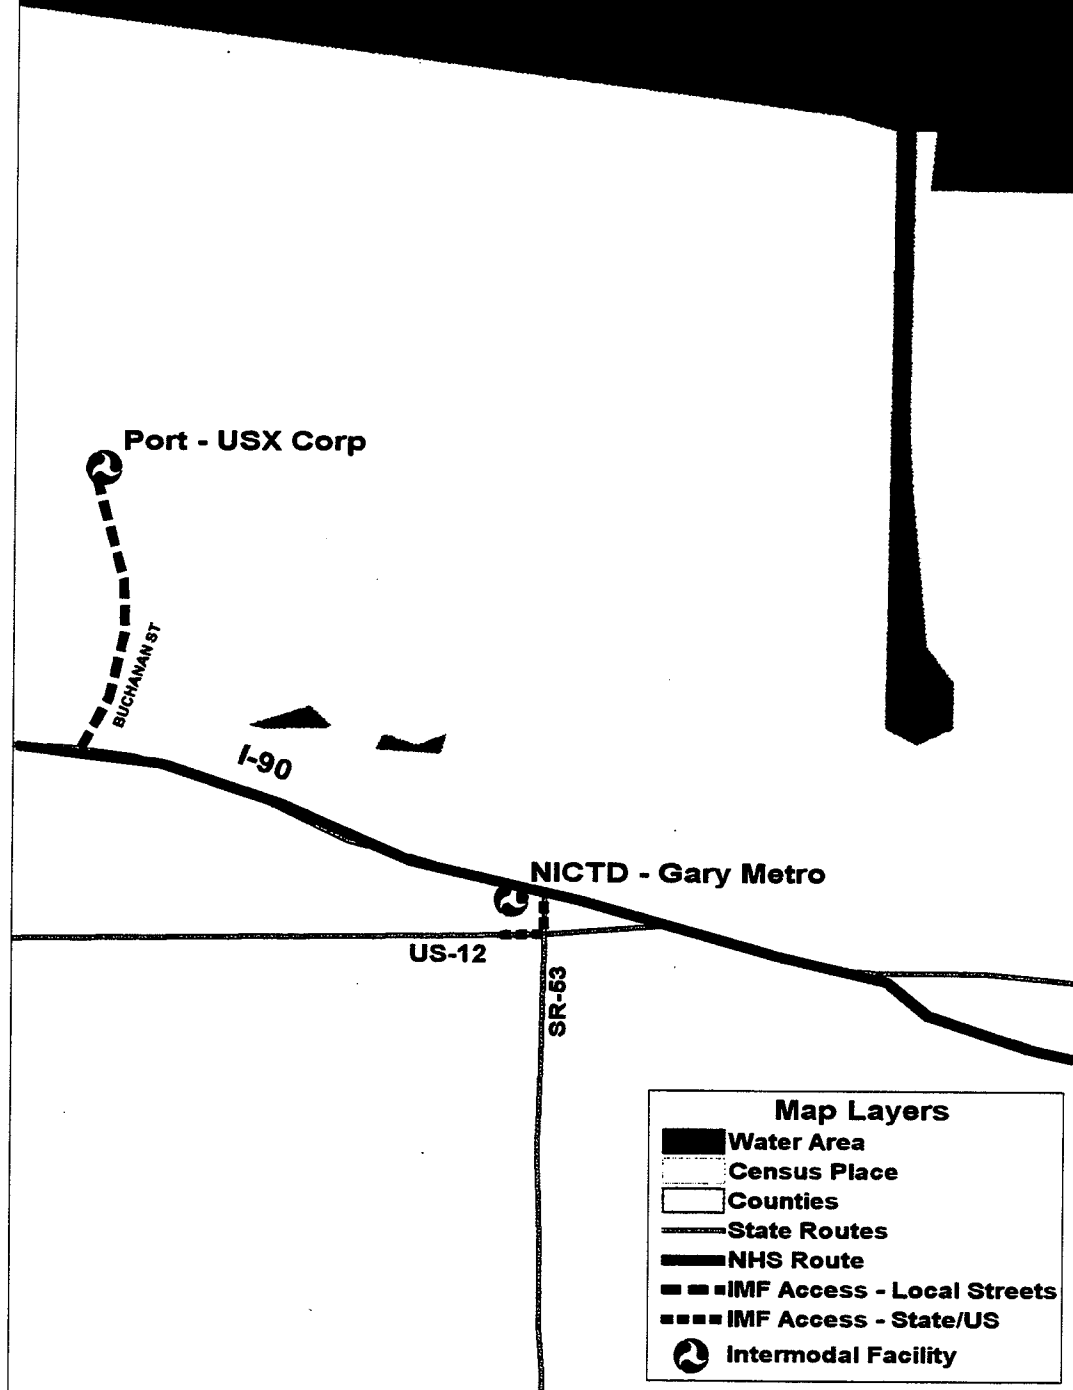 Port - USX Corp
BUCHANAN ST
I-90
NICTD - Gary Metro
US-12
SR-53
Map Layers
Water Area
Census Place
Counties
State Routes
NHS Route
IMF Access - Local Streets
IMF Access - State/US
Intermodal Facility